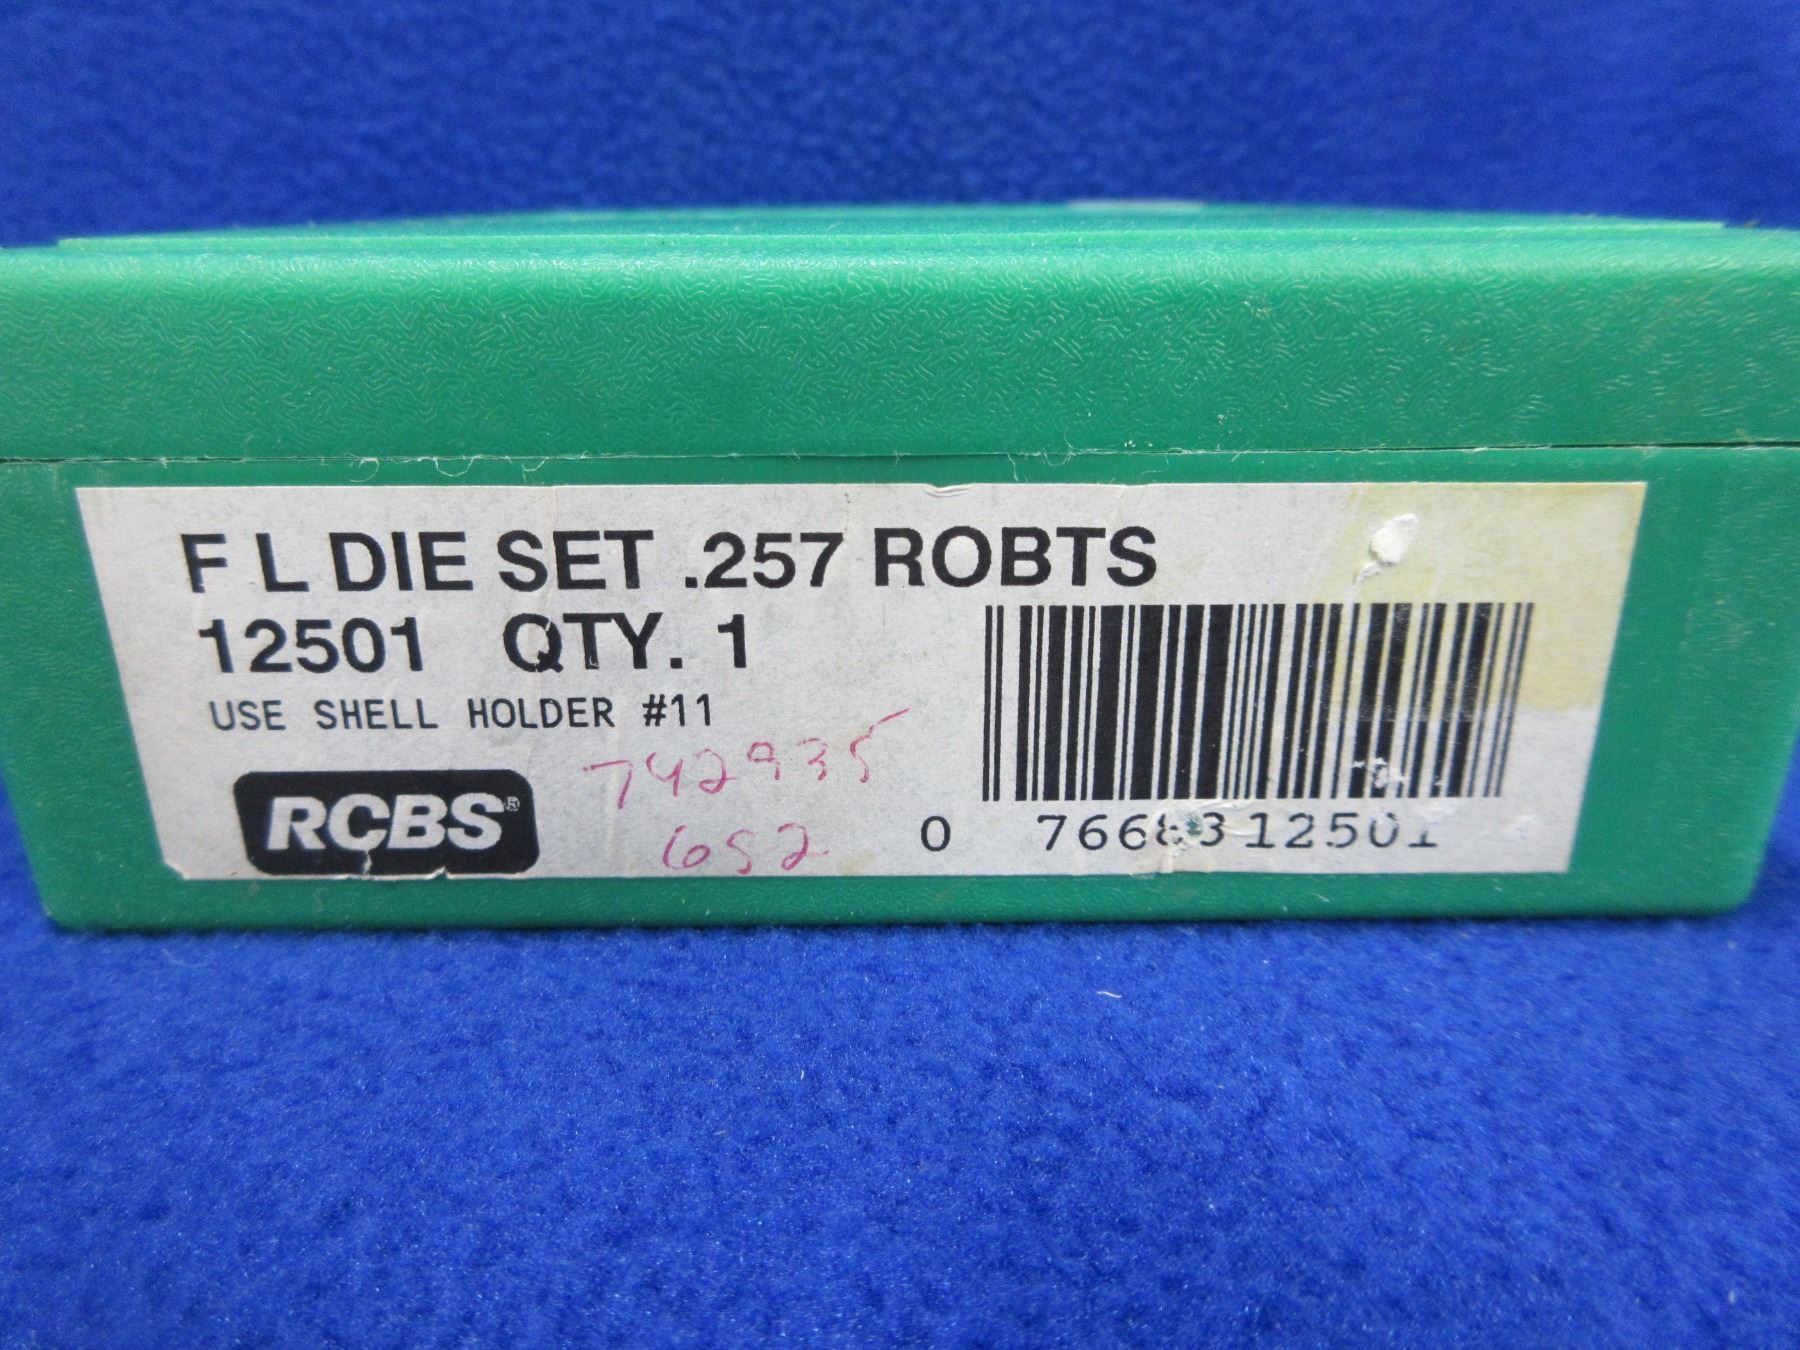 F L DIE SET .257 ROBTS
12501 QTY. 1
USE SHELL HOLDER #11
742935
652
RCBS®
0 76683 12501